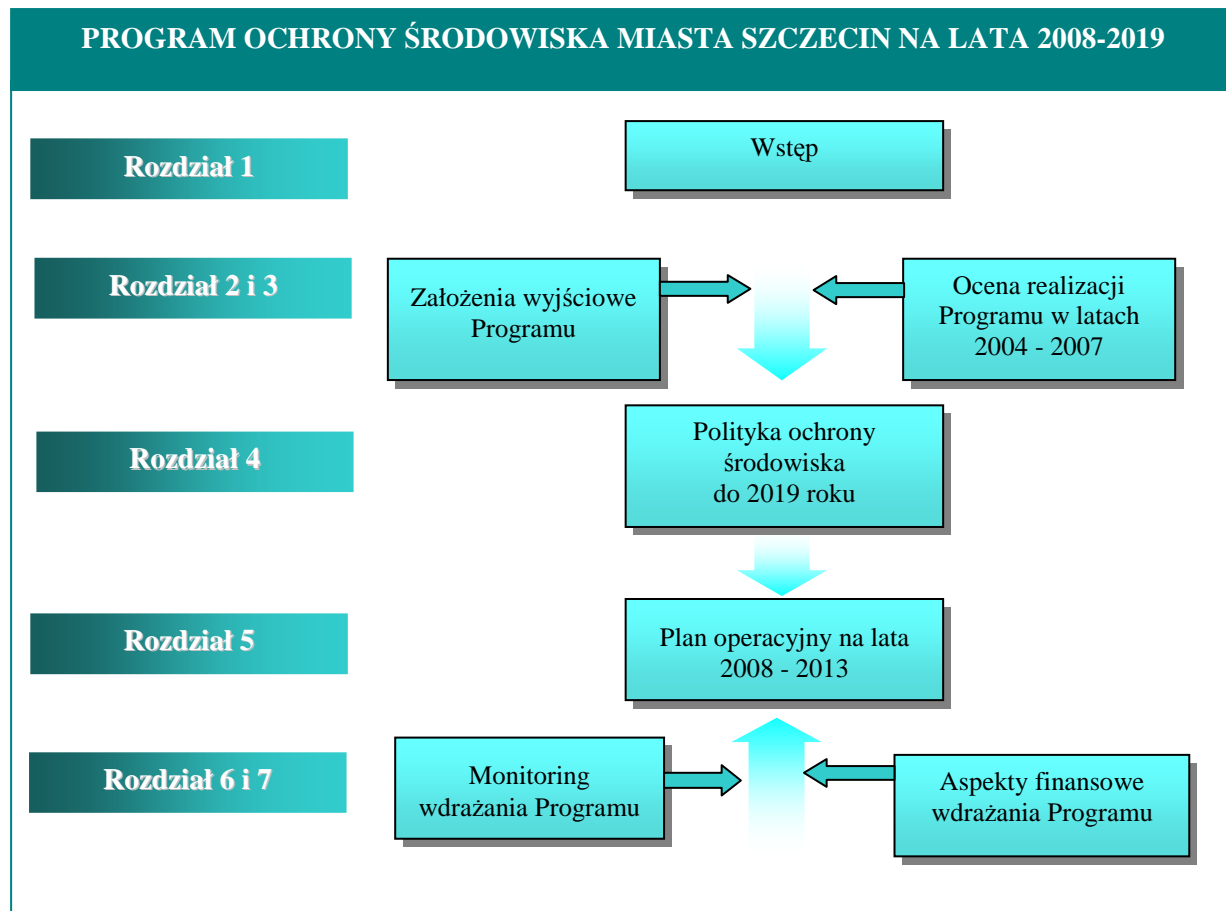 PROGRAM OCHRONY ŚRODOWISKA MIASTA SZCZECIN NA LATA 2008-2019
Rozdział 1
Wstęp
Rozdział 2 i 3
Założenia wyjściowe
Programu
Ocena realizacji
Programu w latach
2004 - 2007
Rozdział 4
Polityka ochrony
środowiska
do 2019 roku
Rozdział 5
Plan operacyjny na lata
2008 - 2013
Rozdział 6 i 7
Monitoring
wdrażania Programu
Aspekty finansowe
wdrażania Programu